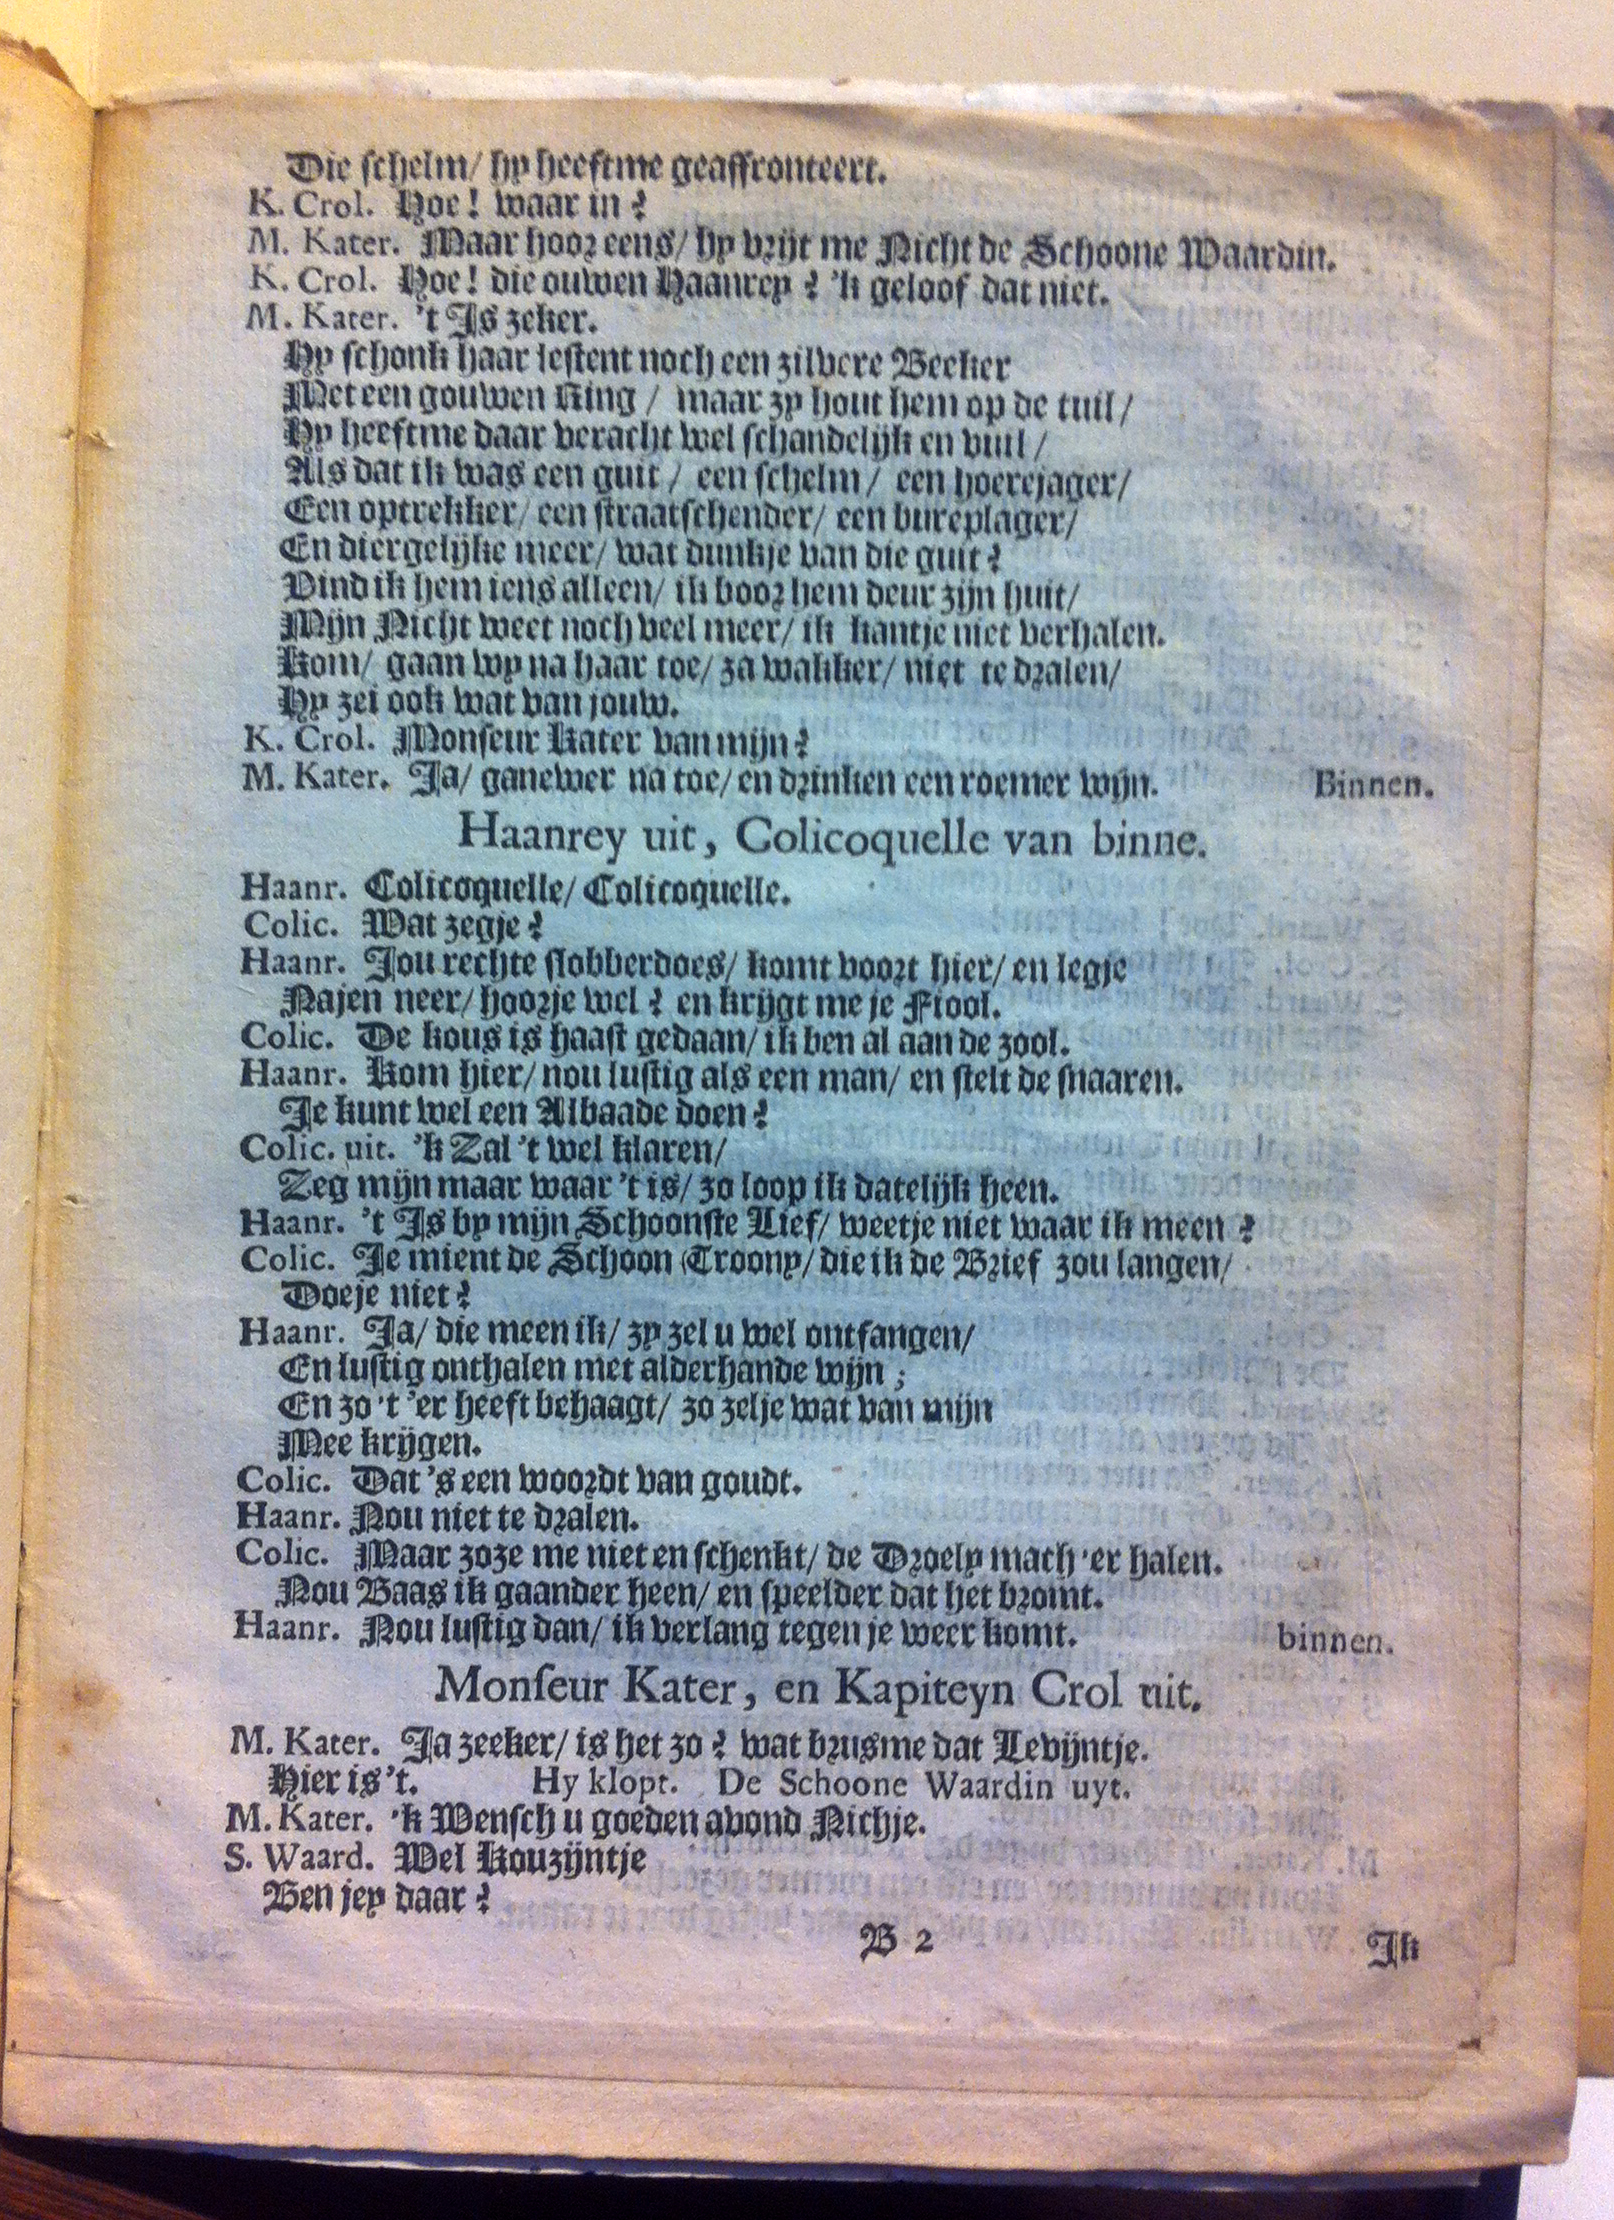 Die schelm/ hy heeftme geaffronteert.
K. Crol. Hoe! waar in?
M. Kater. Maar hoor eens/ hy vrijt me Nicht de Schoone Waardin.
K. Crol. Hoe! die ouwen Haanrey? 'k geloof dat niet.
M. Kater. 't Is zeker.
Hy schonk haar lestent noch een zilvere Beeker
Met een gouwen Ring / maar zy hout hem op de tuil/
Hy heeftme daar veracht wel schandelijk en vuil /
Als dat ik was een guit / een schelm / een hoerejager/
Een optrekker/ een straatschender/ een bureplager/
En diergelijke meer/ wat dunkje van die guit?
Vind ik hem iens alleen/ ik boor hem deur zijn huit/
Mijn Nicht weet noch veel meer/ ik kantje niet verhalen.
Kom/ gaan wy na haar toe/ za wakker/ niet te dralen/
Hy zei ook wat van jouw.
K. Crol. Monseur Kater van mijn?
M. Kater. Ja/ ganewer na toe/ en drinken een roemer wijn. Binnen.
Haanrey uit, Colicoquelle van binne.
Haanr. Colicoquelle/ Colicoquelle.
Colic. Wat zegje?
Haanr. Jou rechte slobberdoes/ komt voort hier/ en legje
Najen neer/ hoorje wel? en krijgt me je Fiool.
Colic. De kous is haast gedaan/ ik ben al aan de zool.
Haanr. Kom hier/ nou lustig als een man/ en stelt de snaaren.
Je kunt wel een Albaade doen?
Colic. uit. 'k Zal 't wel klaren/
Zeg mijn maar waar 't is/ zo loop ik datelijk heen.
Haanr. 't Is by mijn Schoonste Lief/ weetje niet waar ik meen?
Colic. Je mient de Schoon Troony/ die ik de Brief zou langen/
Doeje niet?
Haanr. Ja/ die meen ik/ zy zel u wel ontfangen/
En lustig onthalen met alderhande wijn;
En zo 't 'er heeft behaagt/ zo zelje wat van mijn
Mee krijgen.
Colic. Dat 's een woordt van goudt.
Haanr. Nou niet te dralen.
Colic. Maar zoze me niet en schenkt/ de Droely mach 'er halen.
Nou Baas ik gaander heen/ en speelder dat het bromt.
Haanr. Nou lustig dan/ ik verlang tegen je weer komt. binnen.
Monseur Kater, en Kapiteyn Crol uit.
M. Kater. Ja zeeker/ is het zo? wat brusme dat Levijntje.
Hier is 't. Hy klopt. De Schoone Waardin uyt.
M. Kater. 'k Wensch u goeden avond Nichje.
S. Waard. Wel Kouzijntje
Ben jey daar?
B 2 Ik